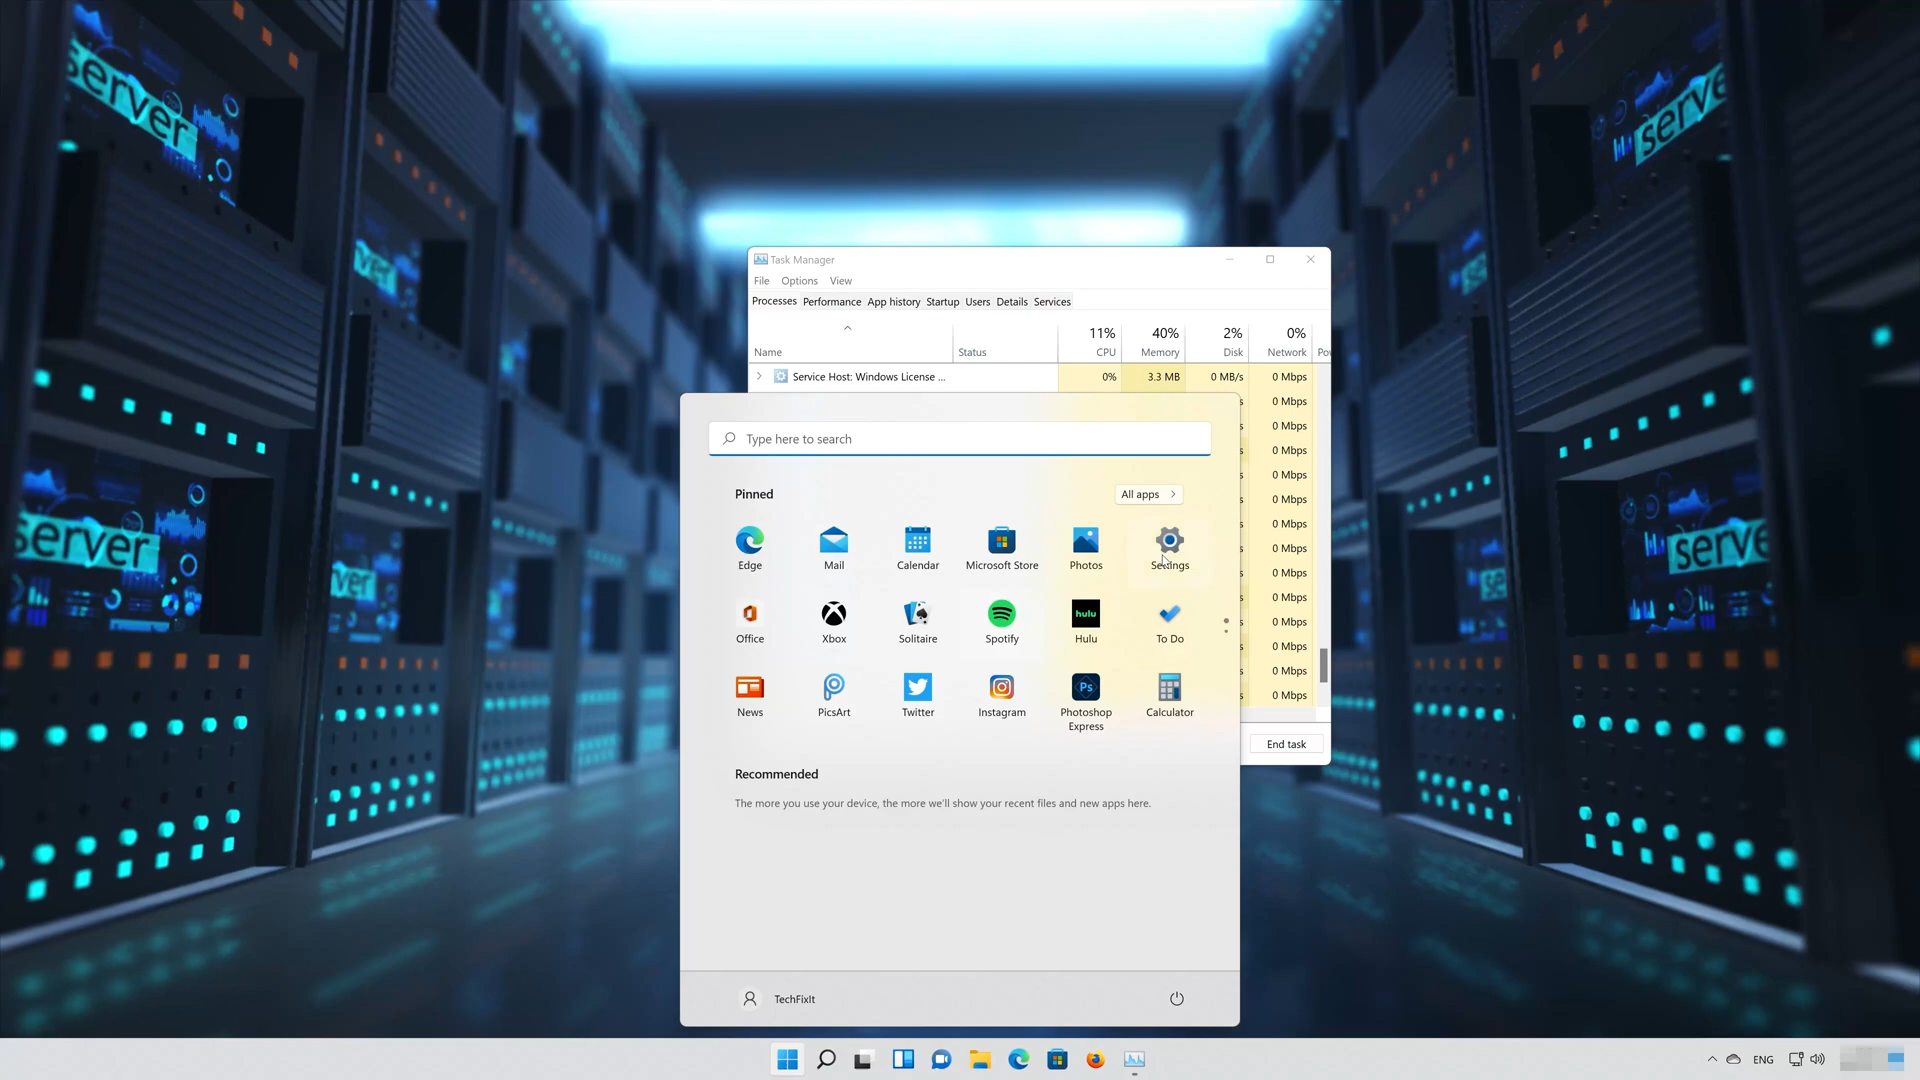 server
server
Task Manager
File Options View
Processes Performance App history Startup Users Details Services
11% 40% 2% 0%
Name Status CPU Memory Disk Network
Service Host: Windows License ... 0% 3.3 MB 0 MB/s 0 Mbps
s 0 Mbps
s 0 Mbps
s 0 Mbps
s 0 Mbps
s 0 Mbps
s 0 Mbps
s 0 Mbps
s 0 Mbps
s 0 Mbps
s 0 Mbps
s 0 Mbps
s 0 Mbps
s 0 Mbps
End task
Type here to search
Pinned All apps
Edge Mail Calendar Microsoft Store Photos Settings
hulu
Office Xbox Solitaire Spotify Hulu To Do
Ps
News PicsArt Twitter Instagram Photoshop Express Calculator
Recommended
The more you use your device, the more we'll show your recent files and new apps here.
TechFixIt
ENG